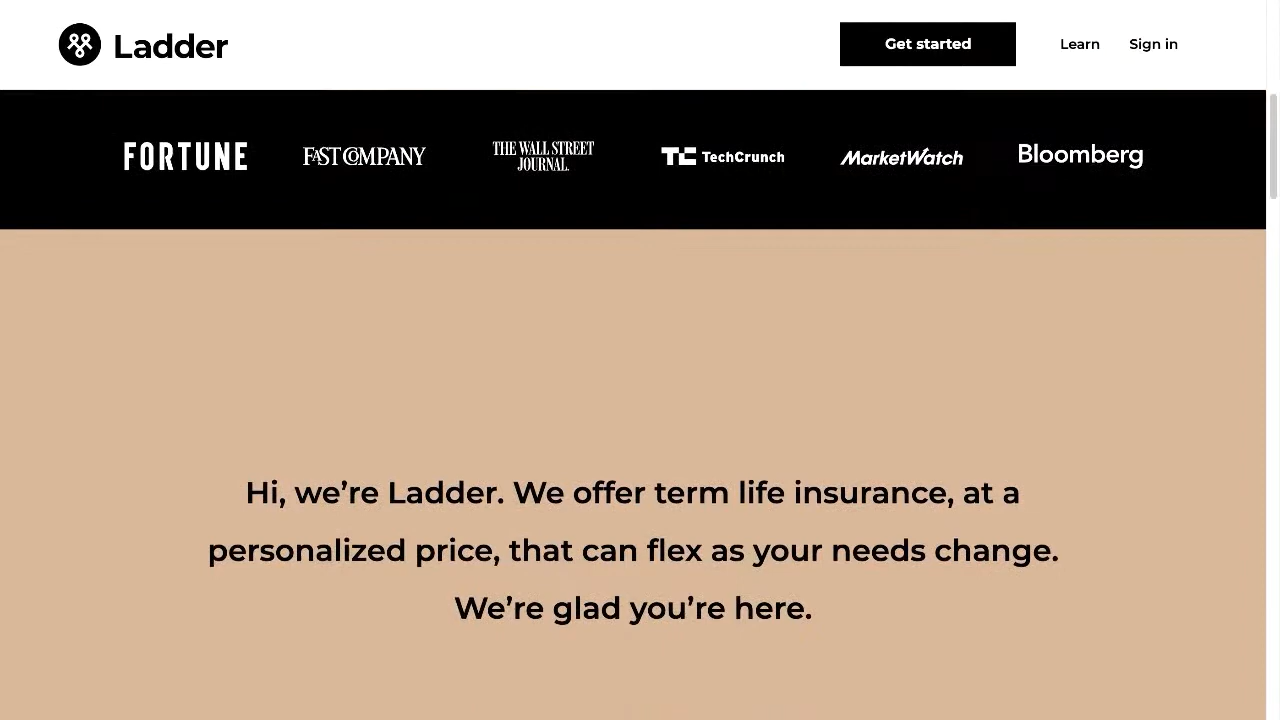 Ladder
Get started
Learn
Sign in
FORTUNE
FAST COMPANY
THE WALL STREET
JOURNAL.
TC TechCrunch
MarketWatch
Bloomberg
Hi, we’re Ladder. We offer term life insurance, at a
personalized price, that can flex as your needs change.
We’re glad you’re here.